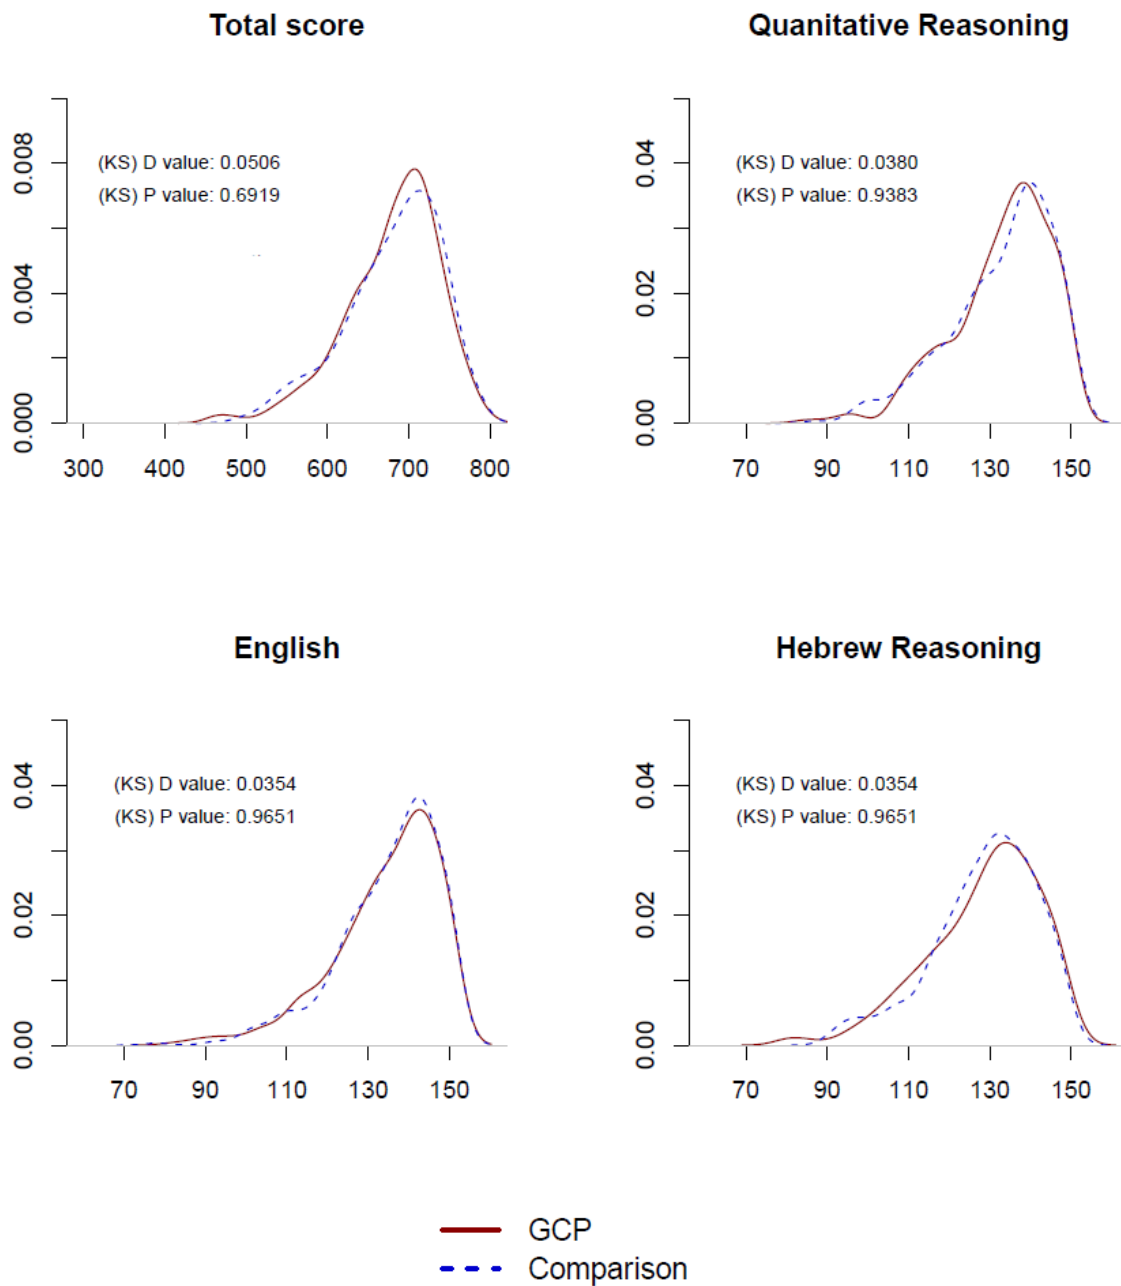 Total score
(KS) D value: 0.0506
(KS) P value: 0.6919
0.008
0.004
0.000
300 400 500 600 700 800
Quanitative Reasoning
(KS) D value: 0.0380
(KS) P value: 0.9383
0.04
0.02
0.00
70 90 110 130 150
English
(KS) D value: 0.0354
(KS) P value: 0.9651
0.04
0.02
0.00
70 90 110 130 150
Hebrew Reasoning
(KS) D value: 0.0354
(KS) P value: 0.9651
0.04
0.02
0.00
70 90 110 130 150
GCP
Comparison